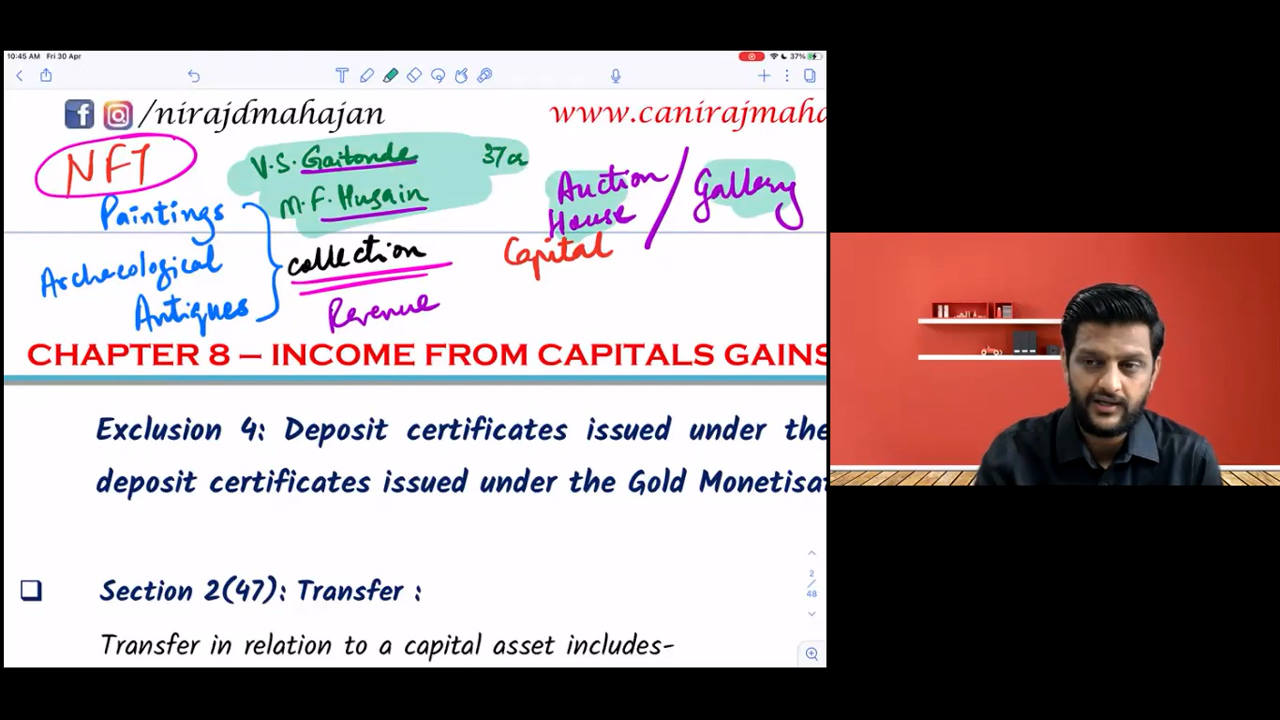 10:45 AM Fri 30 Apr
37%
/nirajdmahajan
www.canirajmaha
NFT
V.S. Gaitonde 37cr
M.F. Husain
Auction House / Gallery
Paintings
Archaeological
Antiques
collection
Capital
Revenue
CHAPTER 8 – INCOME FROM CAPITALS GAINS
Exclusion 4: Deposit certificates issued under the
deposit certificates issued under the Gold Monetisat
2 / 48
Section 2(47): Transfer :
Transfer in relation to a capital asset includes-